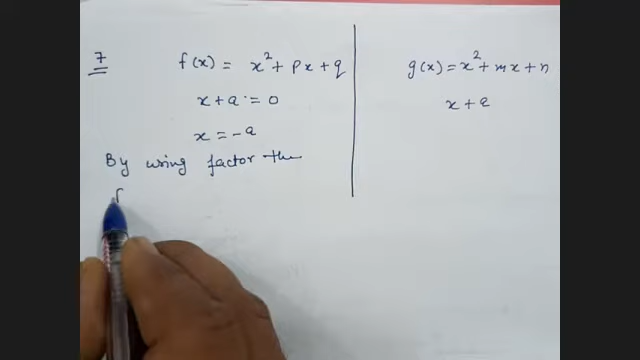 7
f(x) = x² + px + q
x + a = 0
x = -a
By using factor the
f
g(x) = x² + mx + n
x + a